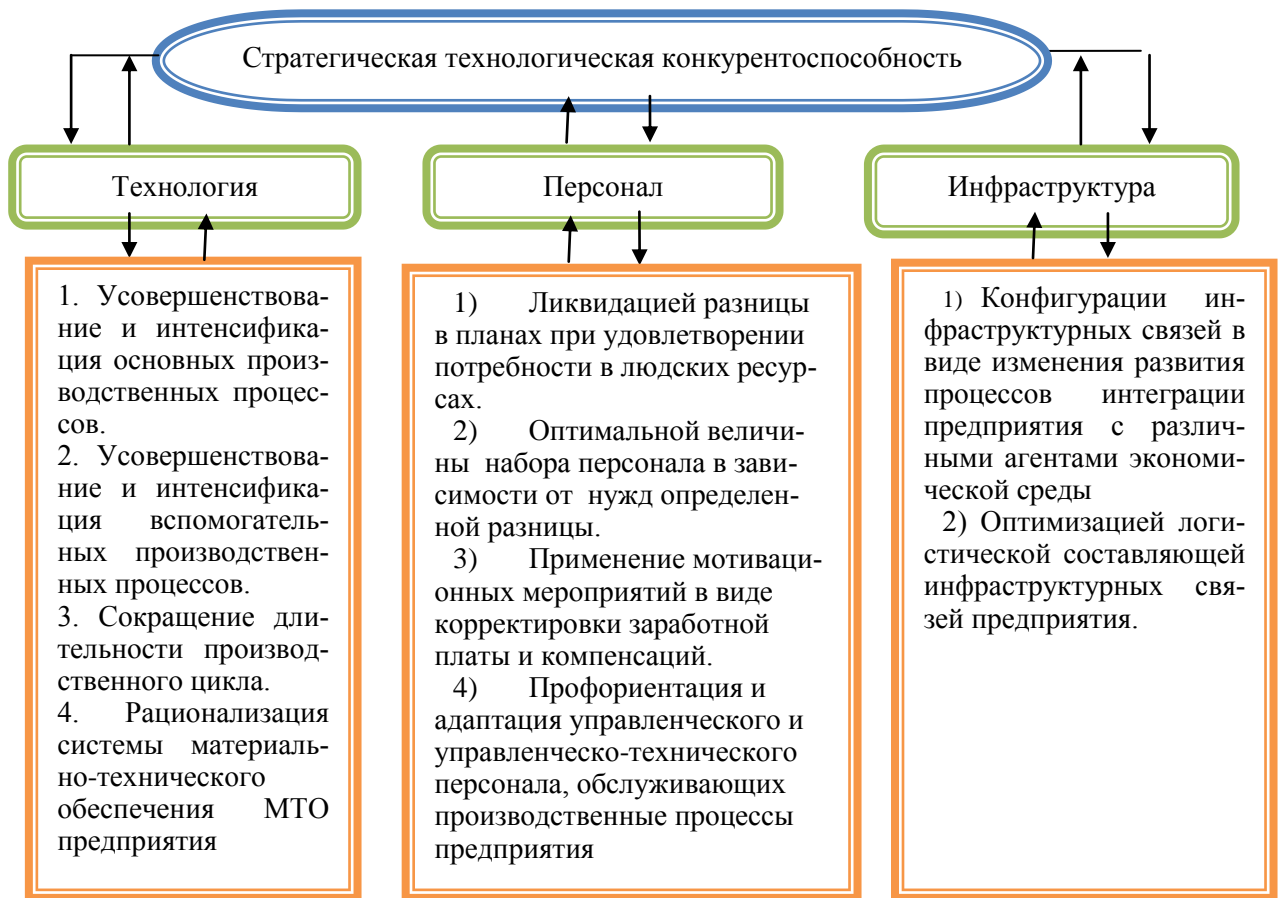 Стратегическая технологическая конкурентоспособность
Технология
Персонал
Инфраструктура
1. Усовершенствова-
ние и интенсифика-
ция основных произ-
водственных процес-
сов.
2. Усовершенствова-
ние и интенсифика-
ция вспомогатель-
ных производствен-
ных процессов.
3. Сокращение дли-
тельности производ-
ственного цикла.
4. Рационализация
системы материаль-
но-технического
обеспечения МТО
предприятия
1) Ликвидацией разницы
в планах при удовлетворении
потребности в людских ресур-
сах.
2) Оптимальной величи-
ны набора персонала в зави-
симости от нужд определен-
ной разницы.
3) Применение мотиваци-
онных мероприятий в виде
корректировки заработной
платы и компенсаций.
4) Профориентация и
адаптация управленческого и
управленческо-технического
персонала, обслуживающих
производственные процессы
предприятия
1) Конфигурации ин-
фраструктурных связей в
виде изменения развития
процессов интеграции
предприятия с различ-
ными агентами экономи-
ческой среды
2) Оптимизацией логи-
стической составляющей
инфраструктурных свя-
зей предприятия.